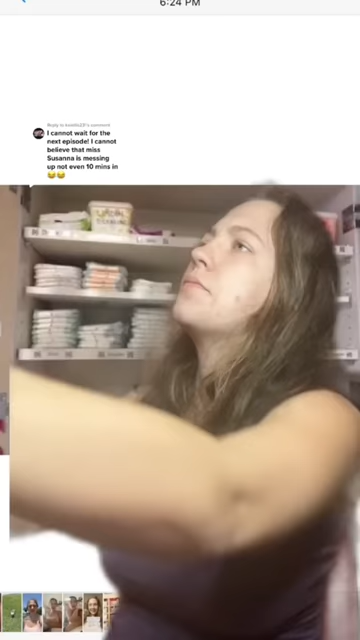 6:24 PM
I cannot wait for the
next episode! I cannot
believe that miss
Susanna is messing
up not even 10 mins in
😂😂